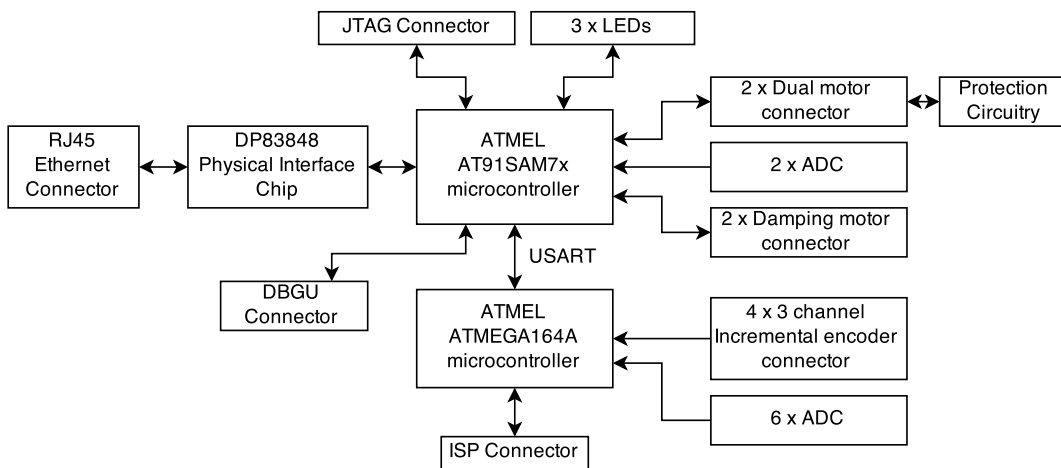 JTAG Connector
3 x LEDs
2 x Dual motor
connector
Protection
Circuitry
RJ45
Ethernet
Connector
DP83848
Physical Interface
Chip
ATMEL
AT91SAM7x
microcontroller
2 x ADC
2 x Damping motor
connector
USART
DBGU
Connector
ATMEL
ATMEGA164A
microcontroller
4 x 3 channel
Incremental encoder
connector
6 x ADC
ISP Connector